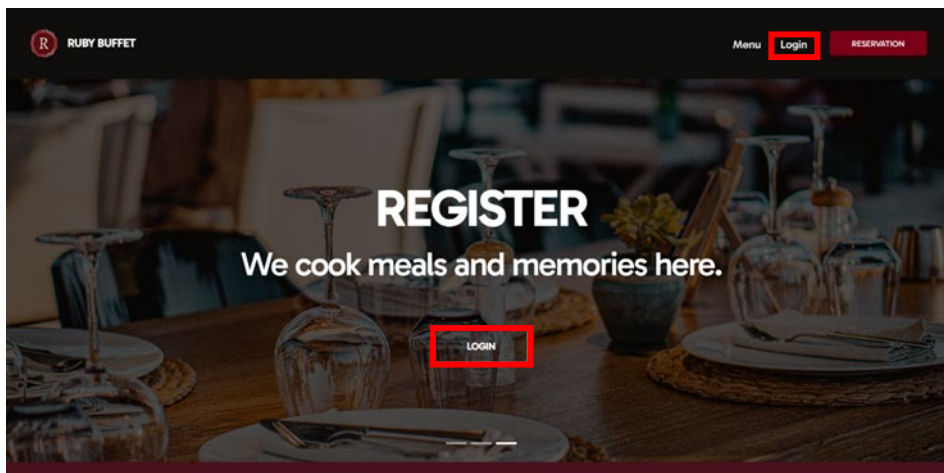 R RUBY BUFFET Menu Login RESERVATION
REGISTER
We cook meals and memories here.
LOGIN